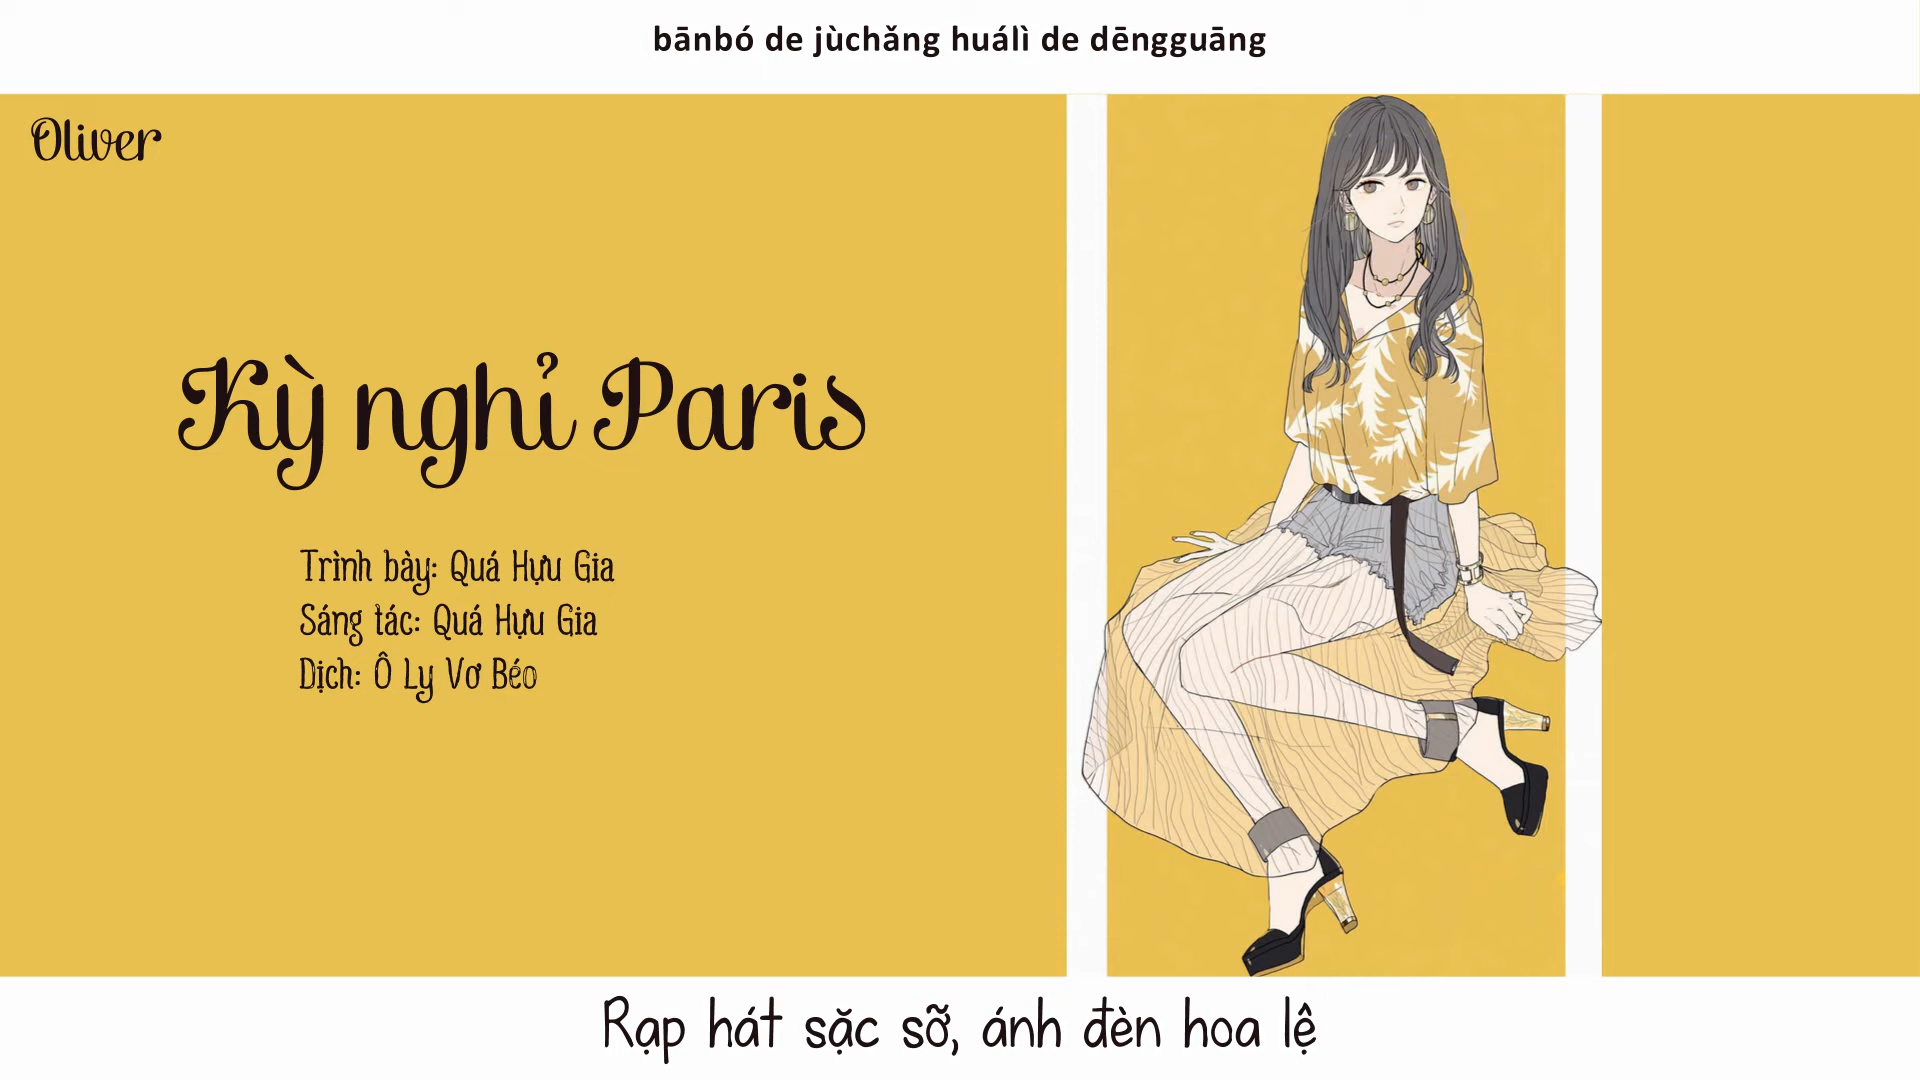 bānbó de jùchǎng huálì de dēngguāng
Oliver
Kỳ nghỉ Paris
Trình bày: Quá Hựu Gia
Sáng tác: Quá Hựu Gia
Dịch: Ô Ly Vơ Béo
Rạp hát sặc sỡ, ánh đèn hoa lệ